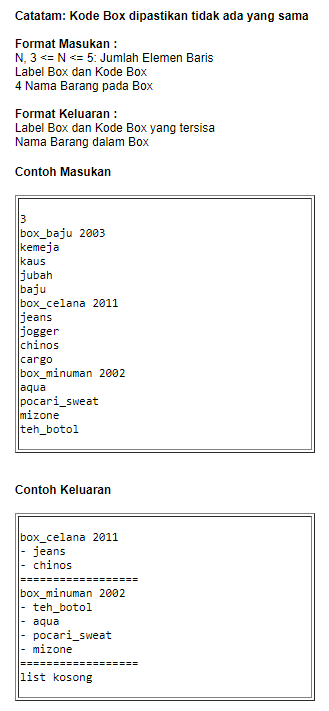 Catatam: Kode Box dipastikan tidak ada yang sama
Format Masukan :
N, 3 <= N <= 5: Jumlah Elemen Baris
Label Box dan Kode Box
4 Nama Barang pada Box
Format Keluaran :
Label Box dan Kode Box yang tersisa
Nama Barang dalam Box
Contoh Masukan
3
box_baju 2003
kemeja
kaus
jubah
baju
box_celana 2011
jeans
jogger
chinos
cargo
box_minuman 2002
aqua
pocari_sweat
mizone
teh_botol
Contoh Keluaran
box_celana 2011
- jeans
- chinos
==================
box_minuman 2002
- teh_botol
- aqua
- pocari_sweat
- mizone
==================
list kosong